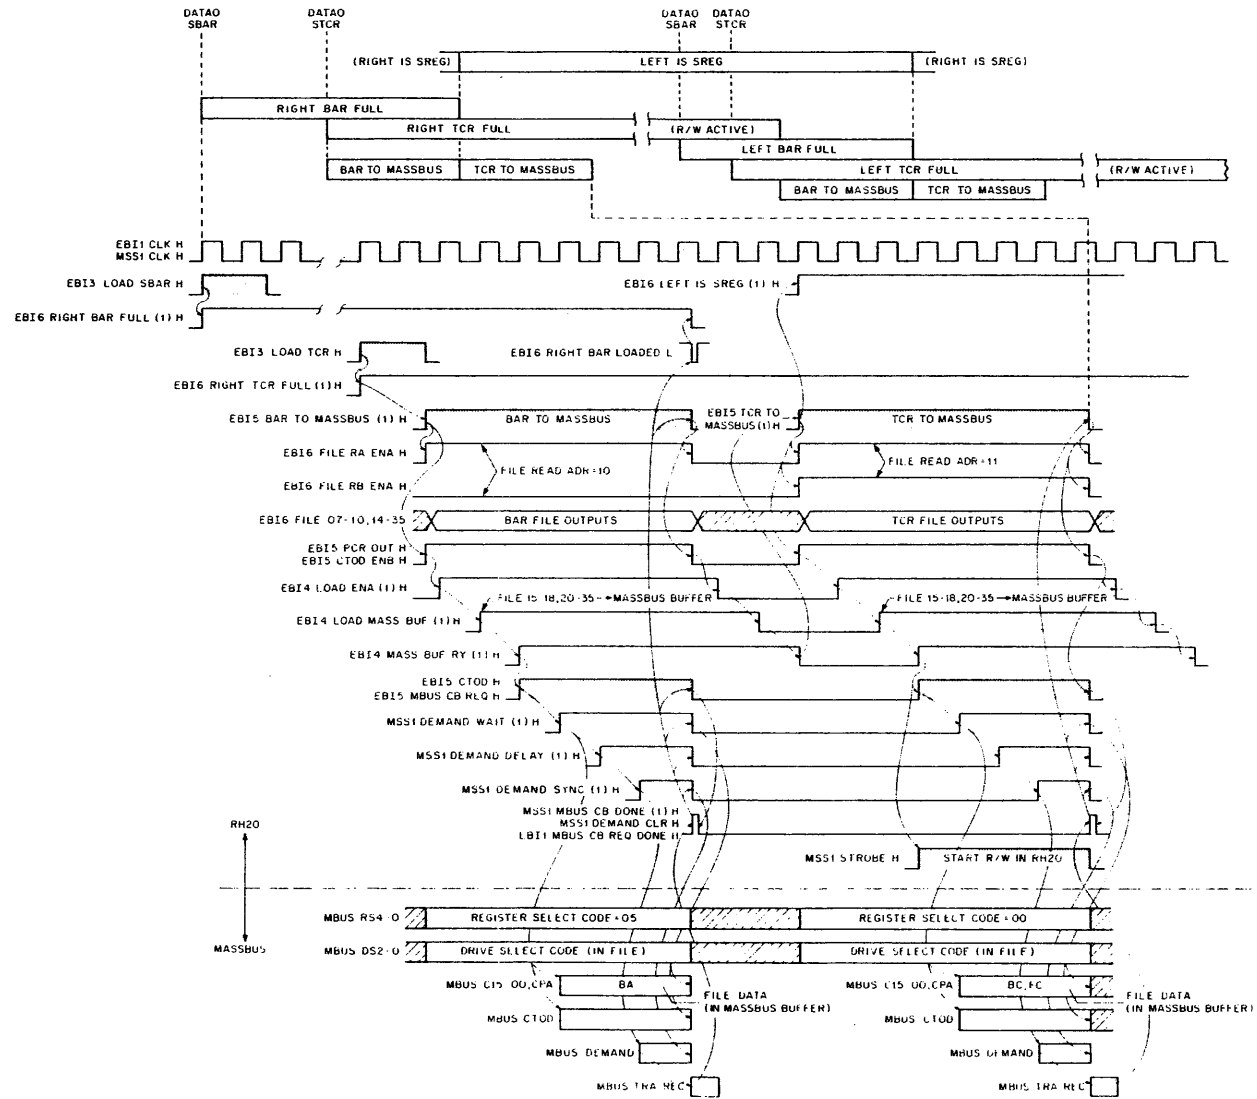 DATAO SBAR
DATAO STCR
DATAO SBAR
DATAO STCR
(RIGHT IS SREG)
LEFT IS SREG
(RIGHT IS SREG)
RIGHT BAR FULL
RIGHT TCR FULL
(R/W ACTIVE)
LEFT BAR FULL
BAR TO MASSBUS
TCR TO MASSBUS
LEFT TCR FULL
(R/W ACTIVE)
BAR TO MASSBUS
TCR TO MASSBUS
EBI1 CLK H
MSS1 CLK H
EBI3 LOAD SBAR H
EBI6 LEFT IS SREG (1) H
EBI6 RIGHT BAR FULL (1) H
EBI3 LOAD TCR H
EBI6 RIGHT BAR LOADED L
EBI6 RIGHT TCR FULL (1) H
EBI5 BAR TO MASSBUS (1) H
BAR TO MASSBUS
EBI5 TCR TO
MASSBUS (1) H
TCR TO MASSBUS
EBI6 FILE RA ENA H
FILE READ ADR=10
FILE READ ADR=11
EBI6 FILE RB ENA H
EBI6 FILE 07-10,14-35
BAR FILE OUTPUTS
TCR FILE OUTPUTS
EBI5 PCR OUT H
EBI5 CTOD ENB H
EBI4 LOAD ENA (1) H
FILE 15-18,20-35 → MASSBUS BUFFER
FILE 15-18,20-35 → MASSBUS BUFFER
EBI4 LOAD MASS BUF (1) H
EBI4 MASS BUF RY (1) H
EBI5 CTOD H
EBI5 MBUS CB REQ H
MSS1 DEMAND WAIT (1) H
MSS1 DEMAND DELAY (1) H
MSS1 DEMAND SYNC (1) H
MSS1 MBUS CB DONE (1) H
MSS1 DEMAND CLR H
EBI1 MBUS CB REQ DONE H
RH20
MSS1 STROBE H
START R/W IN RH20
MBUS RS4-0
REGISTER SELECT CODE=05
REGISTER SELECT CODE=00
MASSBUS
MBUS DS2-0
DRIVE SELECT CODE (IN FILE)
DRIVE SELECT CODE (IN FILE)
MBUS C15-00,CPA
BA
FILE DATA
(IN MASSBUS BUFFER)
MBUS C15-00,CPA
BC,FC
FILE DATA
(IN MASSBUS BUFFER)
MBUS CTOD
MBUS CTOD
MBUS DEMAND
MBUS DEMAND
MBUS TRA REC
MBUS TRA REC